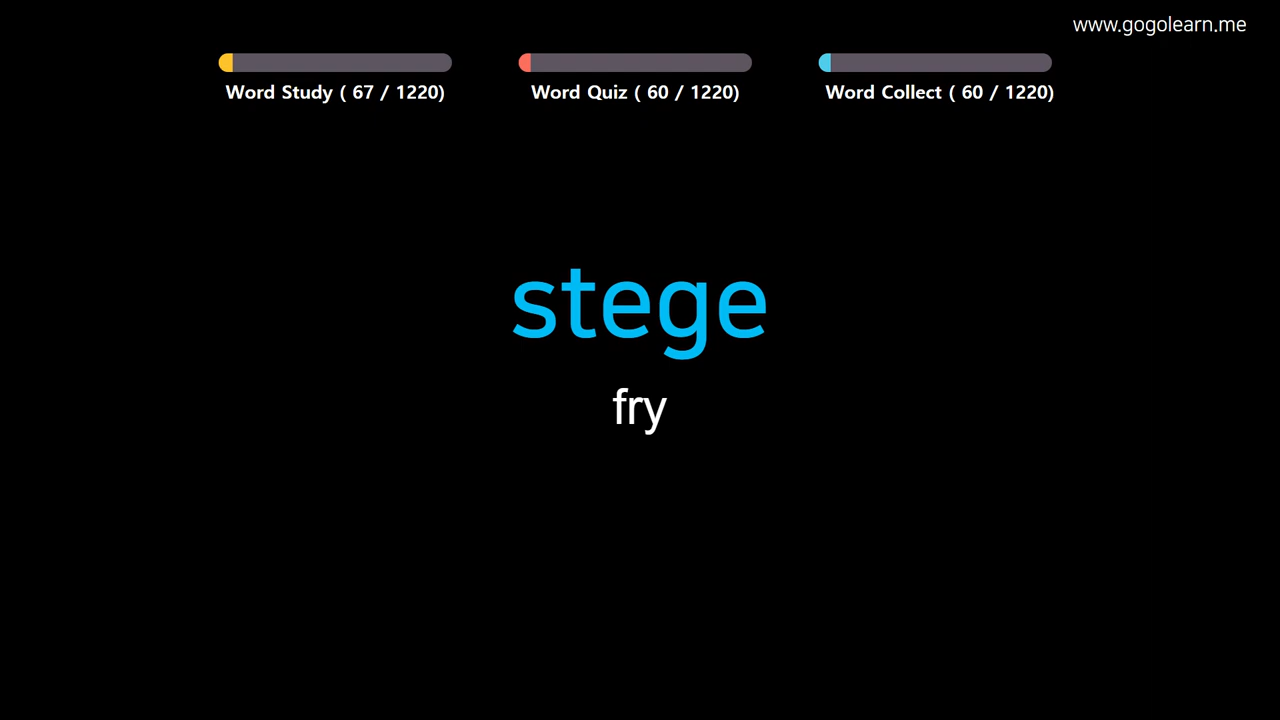 www.gogolearn.me
Word Study ( 67 / 1220)
Word Quiz ( 60 / 1220)
Word Collect ( 60 / 1220)
stege
fry